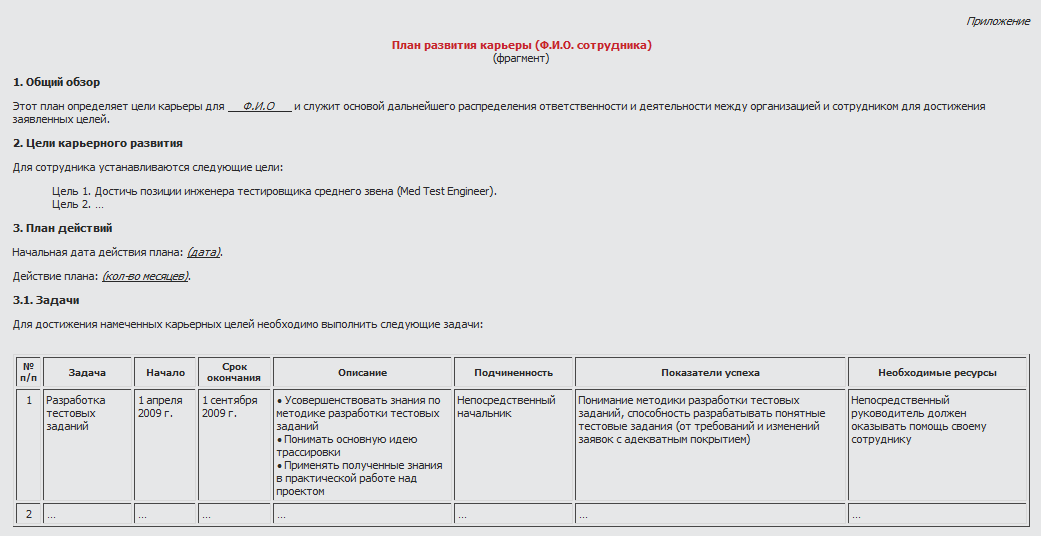 Приложение
План развития карьеры (Ф.И.О. сотрудника)
(фрагмент)
1. Общий обзор
Этот план определяет цели карьеры для Ф.И.О и служит основой дальнейшего распределения ответственности и деятельности между организацией и сотрудником для достижения
заявленных целей.
2. Цели карьерного развития
Для сотрудника устанавливаются следующие цели:
Цель 1. Достичь позиции инженера тестировщика среднего звена (Med Test Engineer).
Цель 2. ...
3. План действий
Начальная дата действия плана: (дата).
Действие плана: (кол-во месяцев).
3.1. Задачи
Для достижения намеченных карьерных целей необходимо выполнить следующие задачи:
№
п/п
Задача
Начало
Срок
окончания
Описание
Подчиненность
Показатели успеха
Необходимые ресурсы
1
Разработка
тестовых
заданий
1 апреля
2009 г.
1 сентября
2009 г.
• Усовершенствовать знания по
методике разработки тестовых
заданий
• Понимать основную идею
трассировки
• Применять полученные знания
в практической работе над
проектом
Непосредственный
начальник
Понимание методики разработки тестовых
заданий, способность разрабатывать понятные
тестовые задания (от требований и изменений
заявок с адекватным покрытием)
Непосредственный
руководитель должен
оказывать помощь своему
сотруднику
2
...
...
...
...
...
...
...